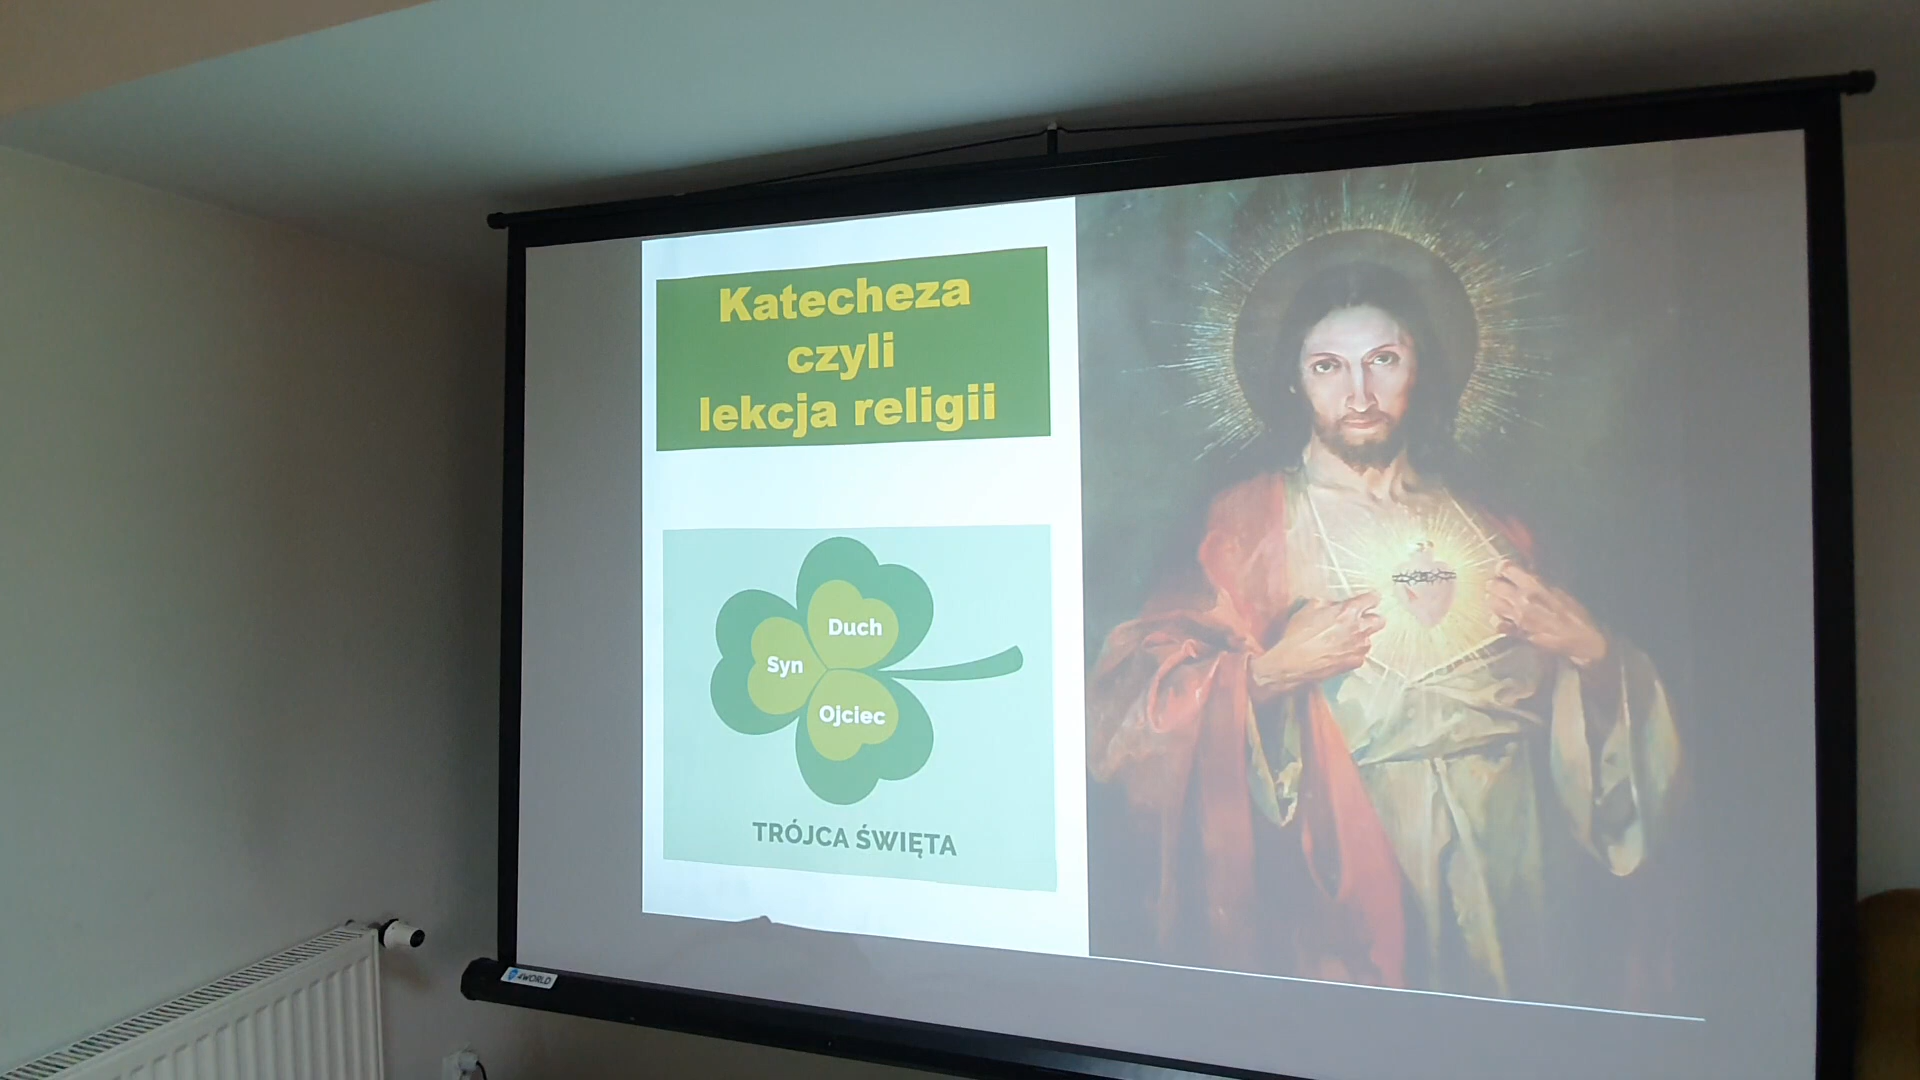 Katecheza
czyli
lekcja religii
Duch
Syn
Ojciec
TRÓJCA ŚWIĘTA
4WORLD